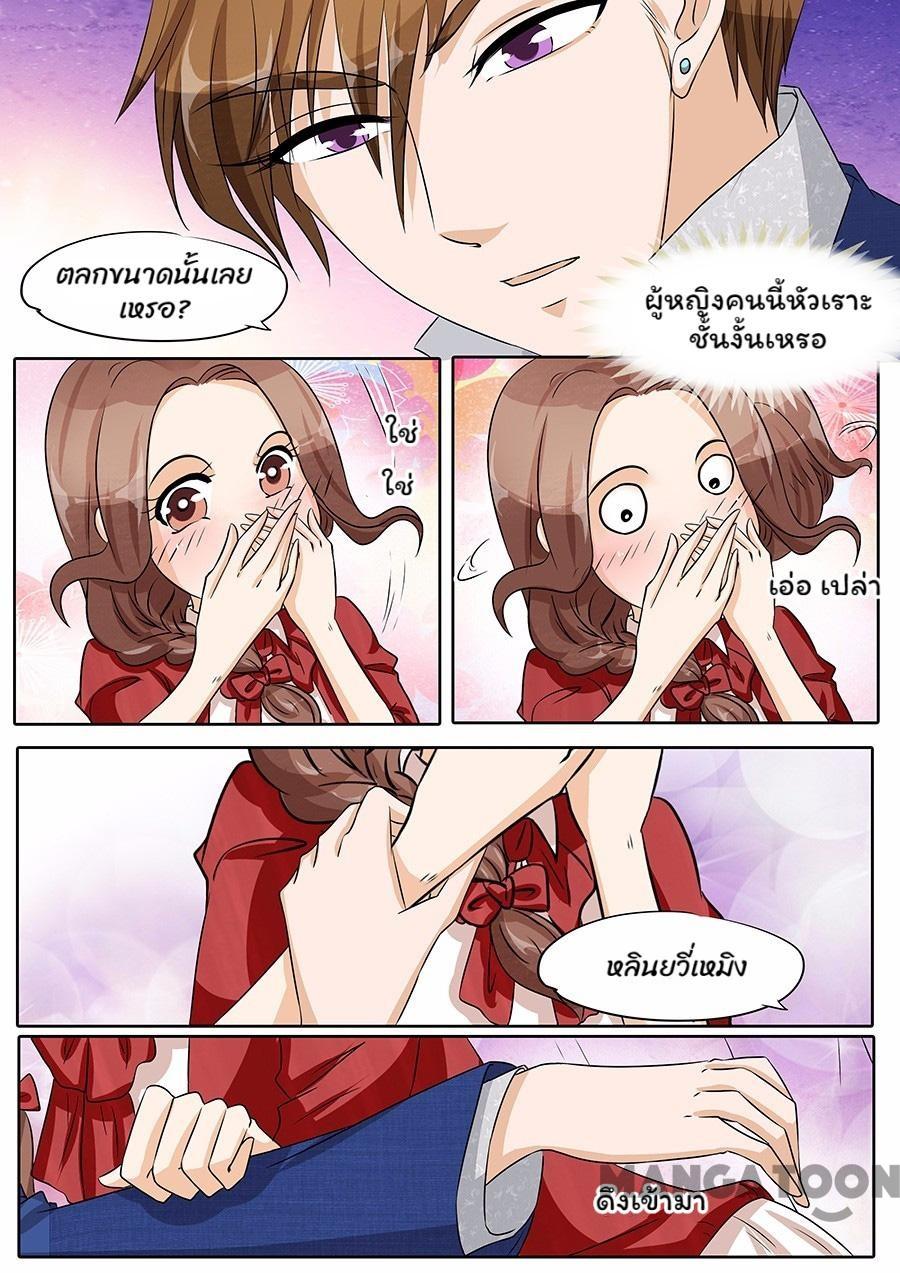 ตลกขนาดนั้นเลย
เหรอ?
ผู้หญิงคนนี้หัวเราะ
ชั้นงั้นเหรอ
ใช่
ใช่
เอ่อ เปล่า
หลินยวี่เหมิง
ดึงเข้ามา
MANGATOON